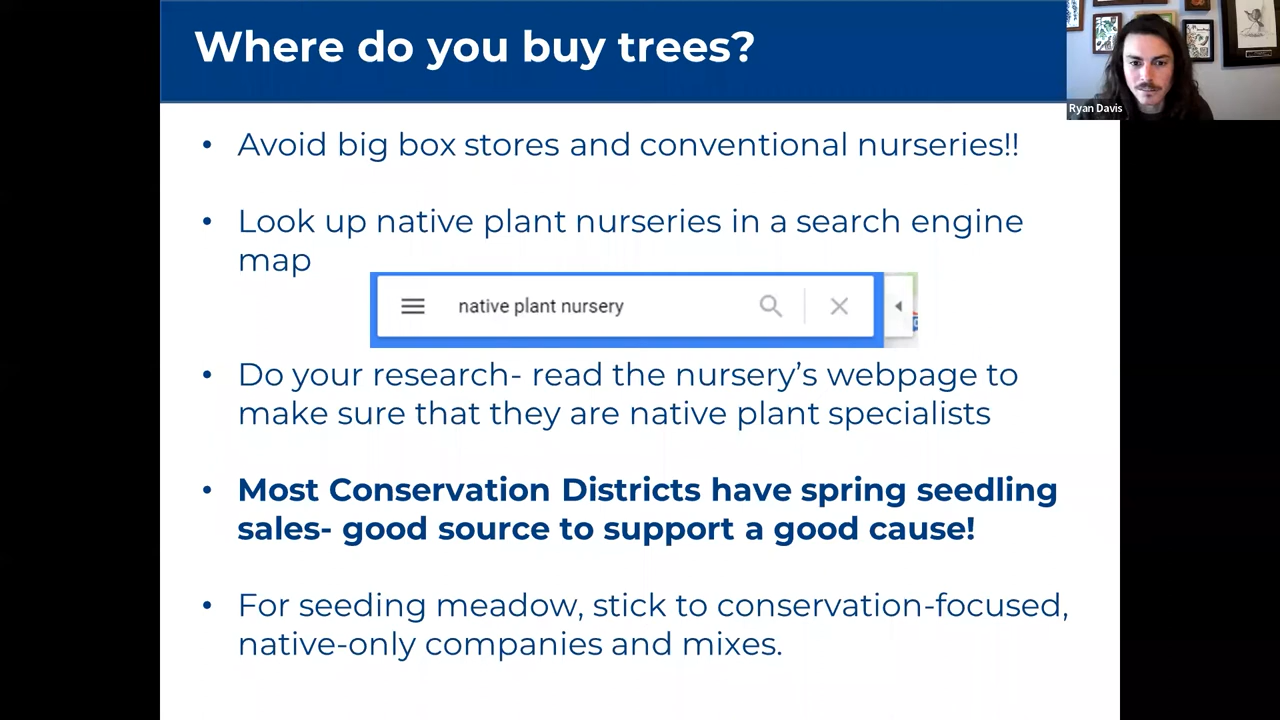 Where do you buy trees?
Ryan Davis
• Avoid big box stores and conventional nurseries!!
• Look up native plant nurseries in a search engine
map
native plant nursery
• Do your research- read the nursery’s webpage to
make sure that they are native plant specialists
• Most Conservation Districts have spring seedling
sales- good source to support a good cause!
• For seeding meadow, stick to conservation-focused,
native-only companies and mixes.